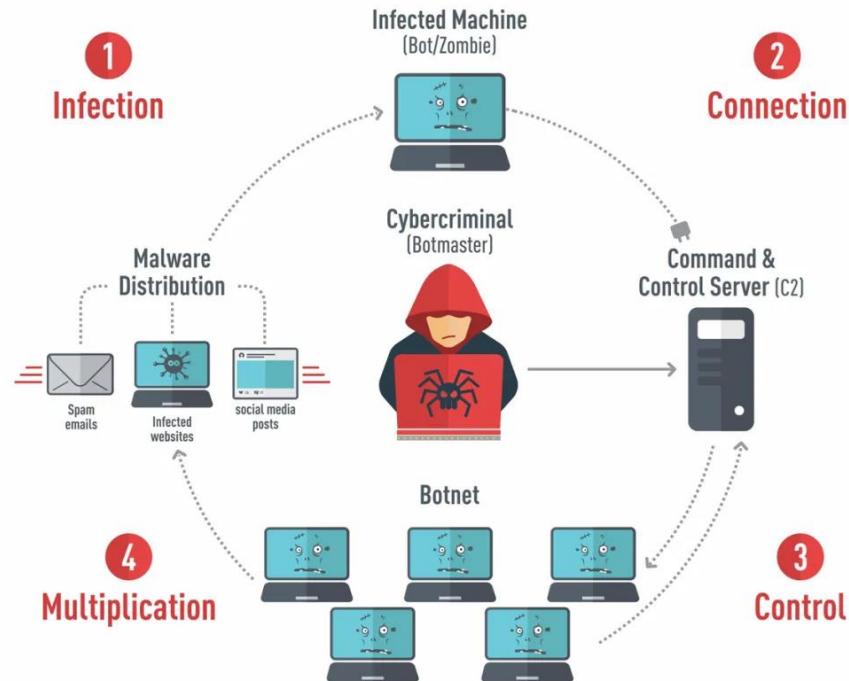 Infected Machine
(Bot/Zombie)
1
Infection
2
Connection
Cybercriminal
(Botmaster)
Malware
Distribution
Command &
Control Server (C2)
Spam
emails
Infected
websites
social media
posts
Botnet
4
Multiplication
3
Control